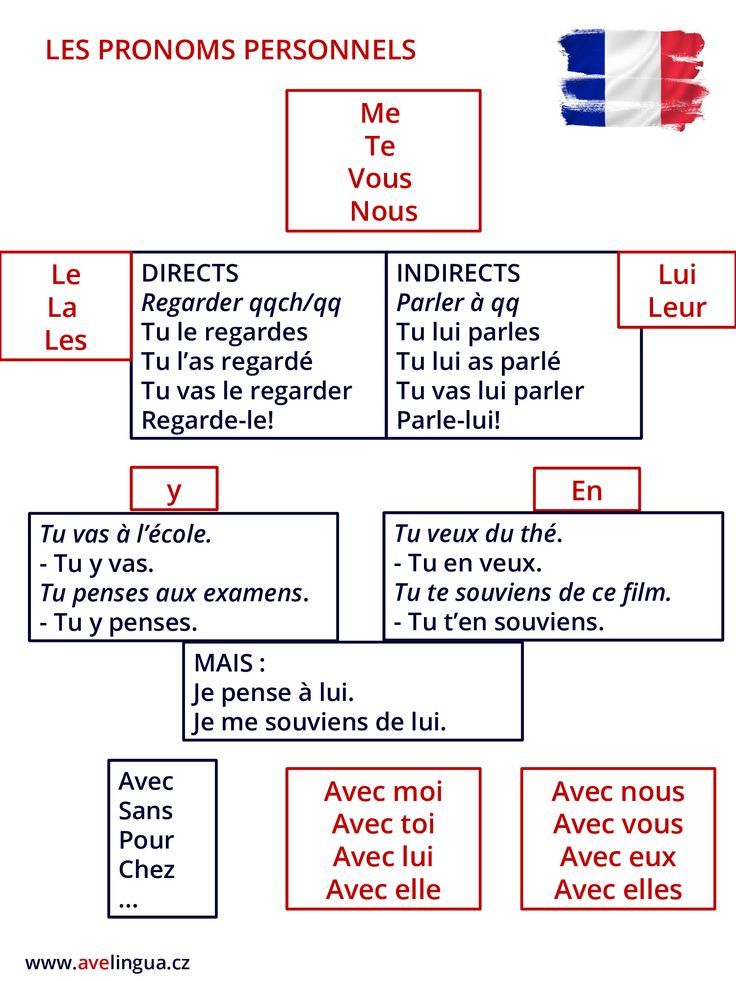 LES PRONOMS PERSONNELS
Me
Te
Vous
Nous
Le
La
Les
DIRECTS
Regarder qqch/qq
Tu le regardes
Tu l'as regardé
Tu vas le regarder
Regarde-le!
INDIRECTS
Parler à qq
Tu lui parles
Tu lui as parlé
Tu vas lui parler
Parle-lui!
Lui
Leur
y
Tu vas à l'école.
- Tu y vas.
Tu penses aux examens.
- Tu y penses.
En
Tu veux du thé.
- Tu en veux.
Tu te souviens de ce film.
- Tu t'en souviens.
MAIS :
Je pense à lui.
Je me souviens de lui.
Avec
Sans
Pour
Chez
...
Avec moi
Avec toi
Avec lui
Avec elle
Avec nous
Avec vous
Avec eux
Avec elles
www.avelingua.cz